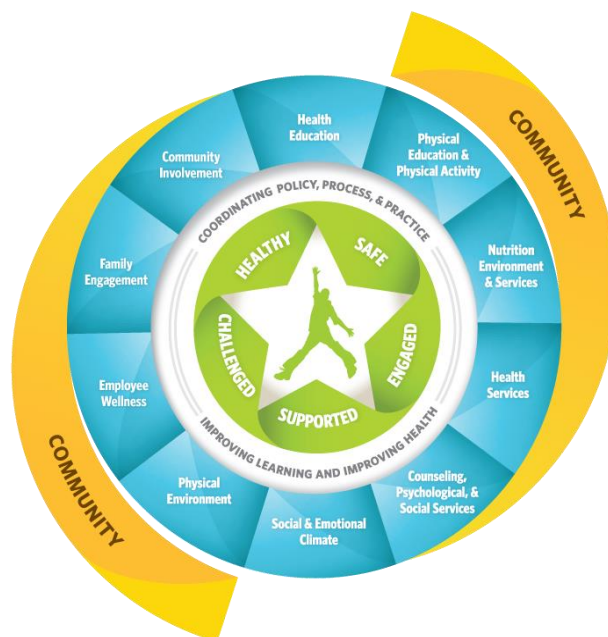 COMMUNITY
Health
Education
Physical
Education &
Physical Activity
Nutrition
Environment
& Services
Health
Services
Counseling,
Psychological, &
Social Services
Social & Emotional
Climate
Physical
Environment
Employee
Wellness
Family
Engagement
Community
Involvement
COORDINATING POLICY, PROCESS, & PRACTICE
IMPROVING LEARNING AND IMPROVING HEALTH
HEALTHY
SAFE
ENGAGED
SUPPORTED
CHALLENGED
COMMUNITY